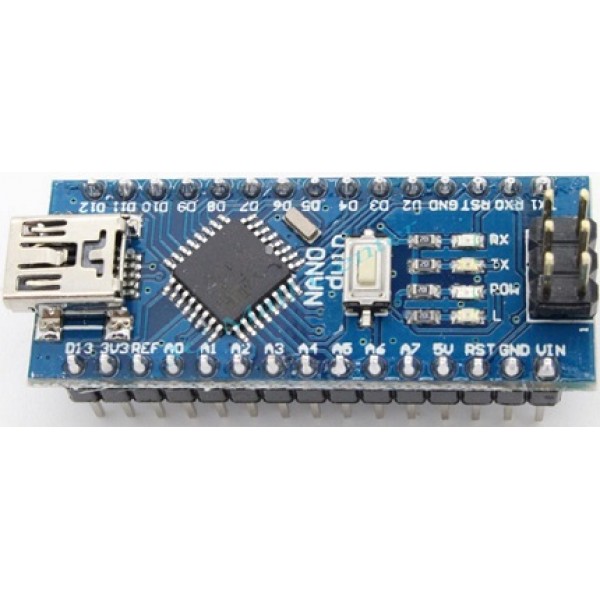 D12 D11 D10 D9 D8 D7 D6 D5 D4 D3 D2 GND RST RX0 TX1
RX
TX
POW
L
NANO
duin
D13 3V3 REF A0 A1 A2 A3 A4 A5 A6 A7 5V RST GND VIN